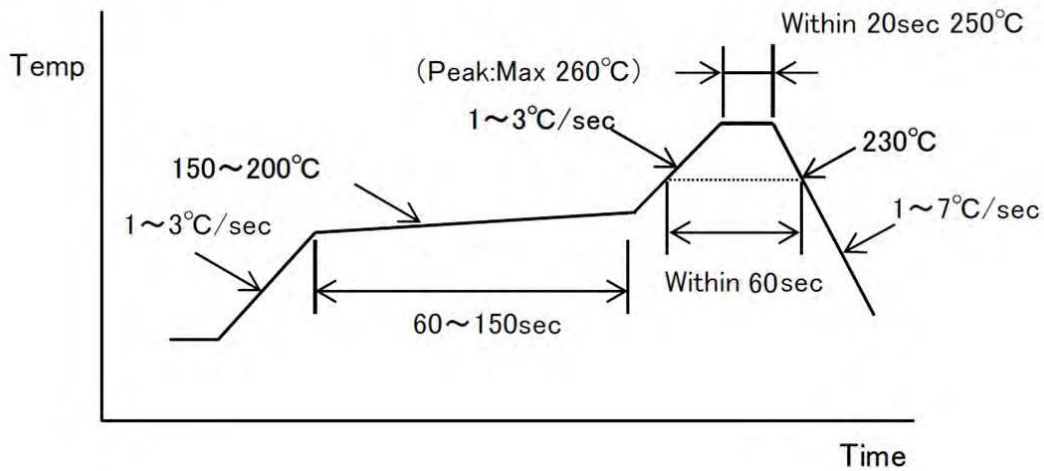 Within 20sec 250℃
Temp
(Peak:Max 260℃)
1～3℃/sec
230℃
150～200℃
1～3℃/sec
1～7℃/sec
Within 60sec
60～150sec
Time